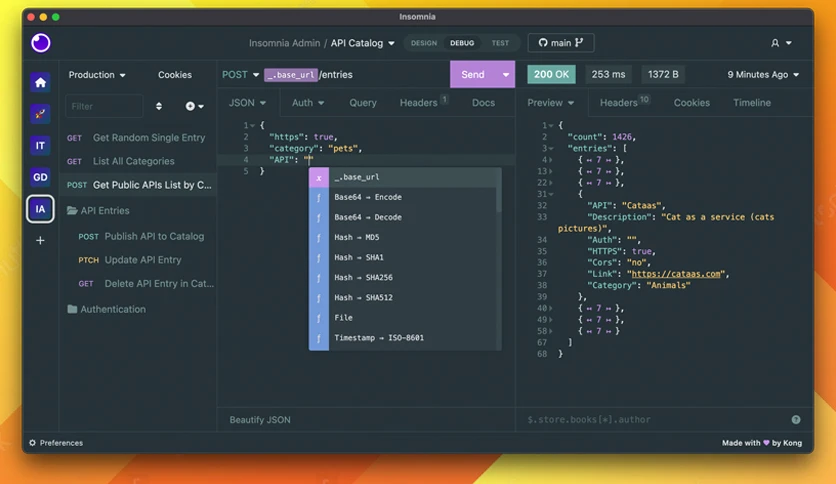 Insomnia
Insomnia Admin / API Catalog
DESIGN DEBUG TEST
main
Production
Cookies
POST _.base_url /entries
Send
200 OK 253 ms 1372 B
9 Minutes Ago
Filter
JSON Auth Query Headers 1 Docs
Preview Headers 10 Cookies Timeline
IT
GD
IA
GET Get Random Single Entry
GET List All Categories
POST Get Public APIs List by C...
API Entries
POST Publish API to Catalog
PTCH Update API Entry
GET Delete API Entry in Cat...
Authentication
1 {
2 "https": true,
3 "category": "pets",
4 "API": ""
5 }
x _.base_url
ƒ Base64 → Encode
ƒ Base64 → Decode
ƒ Hash → MD5
ƒ Hash → SHA1
ƒ Hash → SHA256
ƒ Hash → SHA512
ƒ File
ƒ Timestamp → ISO-8601
1 {
2 "count": 1426,
3 "entries": [
4 { ↔ 7 ↔ },
13 { ↔ 7 ↔ },
22 { ↔ 7 ↔ },
31 {
32 "API": "Cataas",
33 "Description": "Cat as a service (cats
pictures)",
34 "Auth": "",
35 "HTTPS": true,
36 "Cors": "no",
37 "Link": "https://cataas.com",
38 "Category": "Animals"
39 },
40 { ↔ 7 ↔ },
49 { ↔ 7 ↔ },
58 { ↔ 7 ↔ }
67 ]
68 }
Beautify JSON
$.store.books[*].author
Preferences
Made with ♥ by Kong